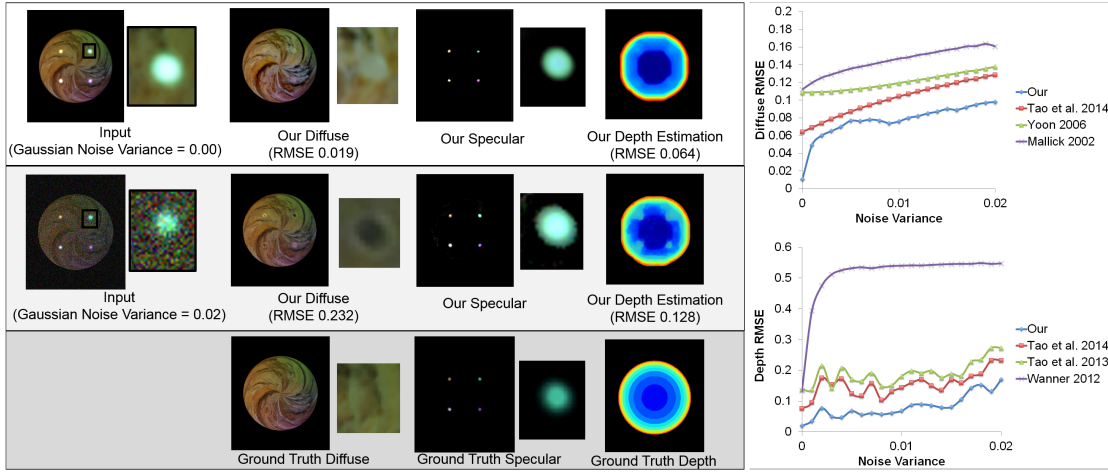 Input
(Gaussian Noise Variance = 0.00)
Our Diffuse
(RMSE 0.019)
Our Specular
Our Depth Estimation
(RMSE 0.064)
Input
(Gaussian Noise Variance = 0.02)
Our Diffuse
(RMSE 0.232)
Our Specular
Our Depth Estimation
(RMSE 0.128)
Ground Truth Diffuse
Ground Truth Specular
Ground Truth Depth
Diffuse RMSE
0.2
0.18
0.16
0.14
0.12
0.1
0.08
0.06
0.04
0.02
0
0
0.01
0.02
Noise Variance
Our
Tao et al. 2014
Yoon 2006
Mallick 2002
Depth RMSE
0.6
0.5
0.4
0.3
0.2
0.1
0
0
0.01
0.02
Noise Variance
Our
Tao et al. 2014
Tao et al. 2013
Wanner 2012